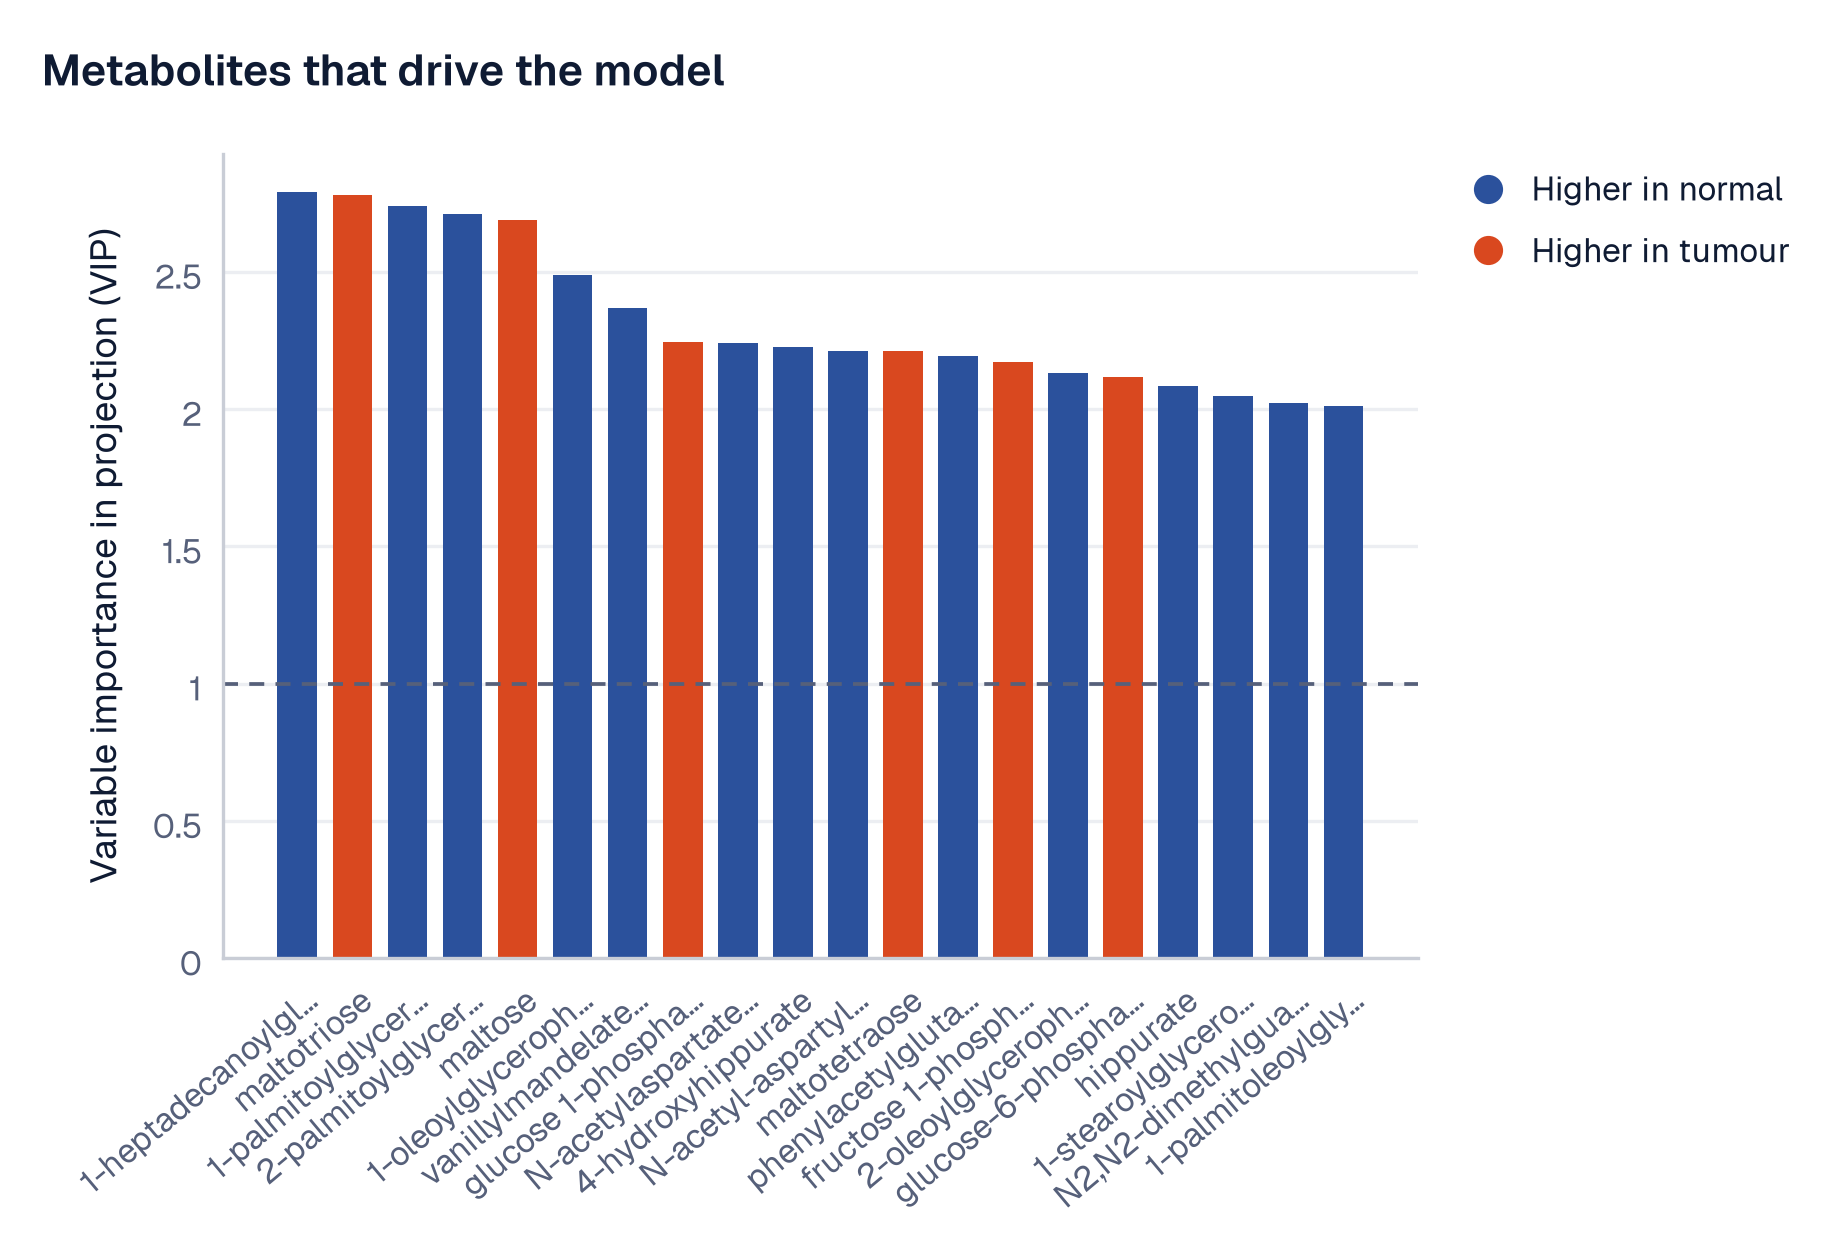 Metabolites that drive the model
Higher in normal
Higher in tumour
Variable importance in projection (VIP)
2.5
2
1.5
1
0.5
0
1-heptadecanoylgl...
maltotriose
1-palmitoylglycer...
2-palmitoylglycer...
maltose
1-oleoylglyceroph...
vanillylmandelate...
glucose 1-phospha...
N-acetylaspartate...
4-hydroxyhippurate
N-acetyl-aspartyl...
maltotetraose
phenylacetylgluta...
fructose 1-phosph...
2-oleoylglyceroph...
glucose-6-phospha...
hippurate
1-stearoylglycero...
N2,N2-dimethylgua...
1-palmitoleoylgly...